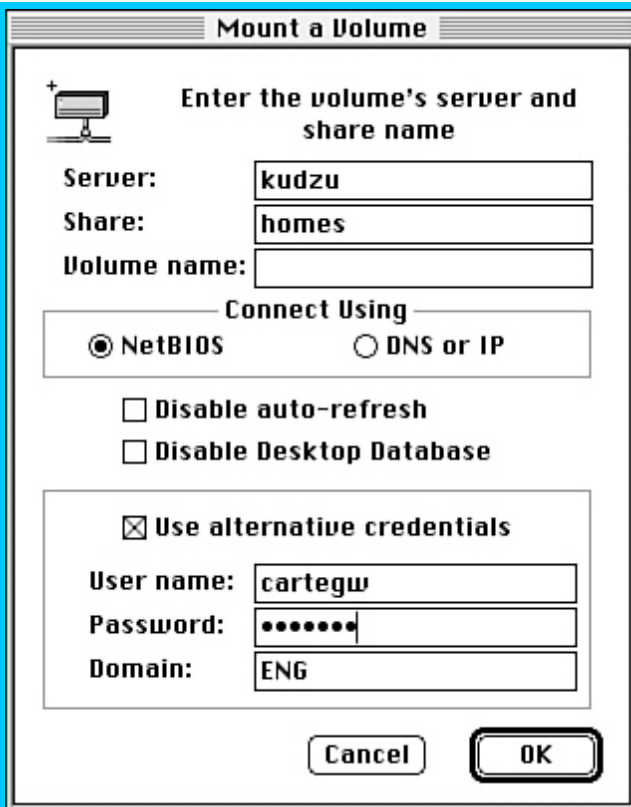 Mount a Volume
Enter the volume's server and
share name
Server: kudzu
Share: homes
Volume name:
Connect Using
NetBIOS DNS or IP
Disable auto-refresh
Disable Desktop Database
Use alternative credentials
User name: cartegw
Password: •••••••
Domain: ENG
Cancel OK